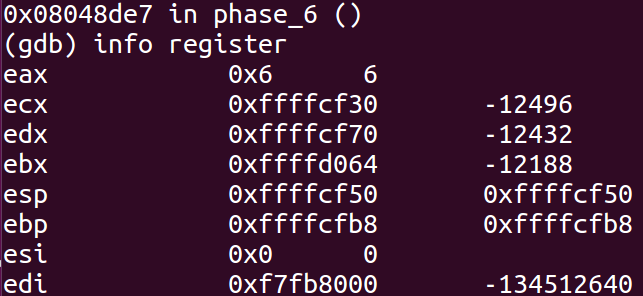 0x08048de7 in phase_6 ()
(gdb) info register
eax 0x6 6
ecx 0xffffcf30 -12496
edx 0xffffcf70 -12432
ebx 0xffffd064 -12188
esp 0xffffcf50 0xffffcf50
ebp 0xffffcfb8 0xffffcfb8
esi 0x0 0
edi 0xf7fb8000 -134512640